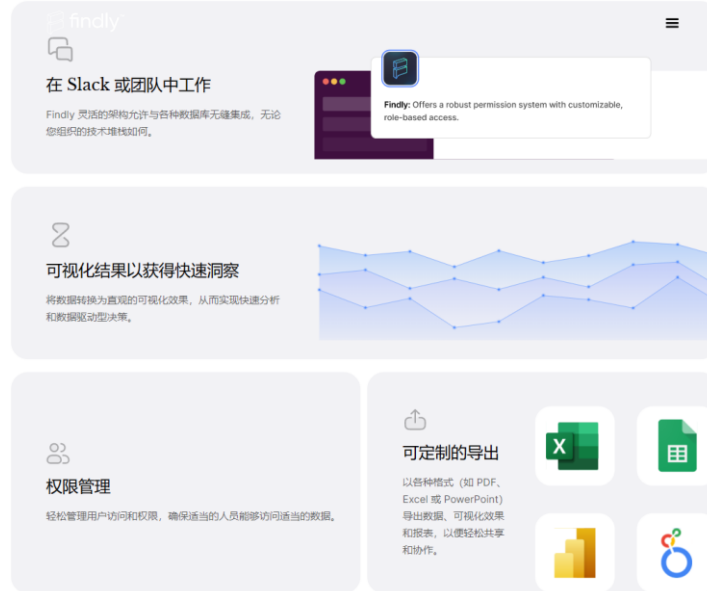 findly
在 Slack 或团队中工作
Findly 灵活的架构允许与各种数据库无缝集成，无论
您组织的技术堆栈如何。
Findly: Offers a robust permission system with customizable,
role-based access.
可视化结果以获得快速洞察
将数据转换为直观的可视化效果，从而实现快速分析
和数据驱动型决策。
权限管理
轻松管理用户访问和权限，确保适当的人员能够访问适当的数据。
可定制的导出
以各种格式（如 PDF、
Excel 或 PowerPoint）
导出数据、可视化效果
和报表，以便轻松共享
和协作。
X